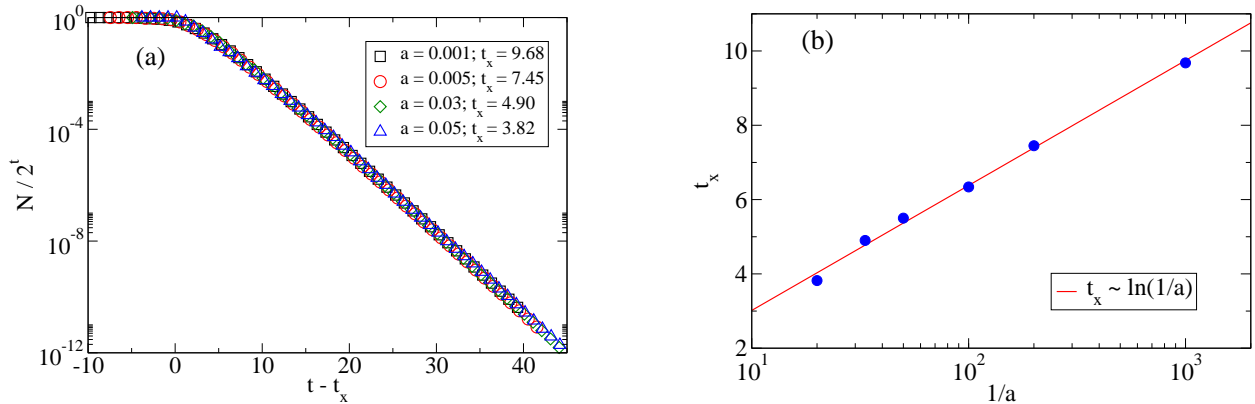 (a)
a = 0.001; t_x = 9.68
a = 0.005; t_x = 7.45
a = 0.03; t_x = 4.90
a = 0.05; t_x = 3.82
N / 2^t
10^0
10^-4
10^-8
10^-12
-10 0 10 20 30 40
t - t_x
(b)
t_x
10
8
6
4
2
t_x ~ ln(1/a)
10^1 10^2 10^3
1/a